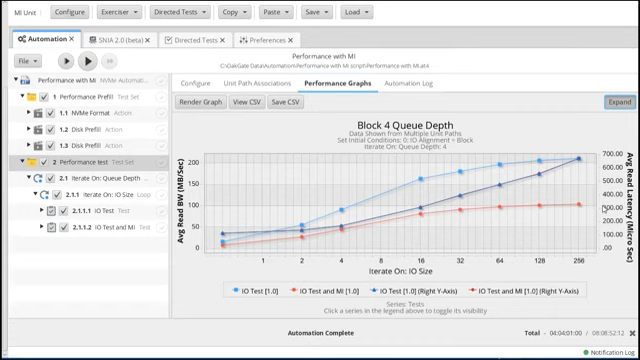 MI Unit Configure Exerciser Directed Tests Copy Paste Save Load
Automation SNIA 2.0 (beta) Directed Tests Preferences
File
Performance with MI
C:\OakGate Data\Automation\Performance with MI script\Performance with MI.at4
Performance with MI NVMe Automat...
1 Performance Prefill Test Set
1.1 NVMe Format Action
1.2 Disk Prefill Action
1.3 Disk Prefill Action
2 Performance test Test Set
2.1 Iterate On: Queue Depth
2.1.1 Iterate On: IO Size Loop
2.1.1.1 IO Test Test
2.1.1.2 IO Test and MI Test
Configure Unit Path Associations Performance Graphs Automation Log
Render Graph View CSV Save CSV Expand
Block 4 Queue Depth
Data Shown from Multiple Unit Paths
Set Initial Conditions: 0; IO Alignment = Block
Iterate On: Queue Depth: 4
Avg Read BW (MB/Sec)
200
150
100
50
0
700.00
600.00
500.00
400.00
300.00
200.00
100.00
.00
Avg Read Latency (Micro Sec)
1 2 4 8 16 32 64 128 256
Iterate On: IO Size
IO Test [1.0] IO Test and MI [1.0] IO Test [1.0] (Right Y-Axis) IO Test and MI [1.0] (Right Y-Axis)
Series: Tests
Click a series in the legend above to toggle its visibility
Automation Complete
Total - 04:04:01:00 / 08:08:52:12
Notification Log